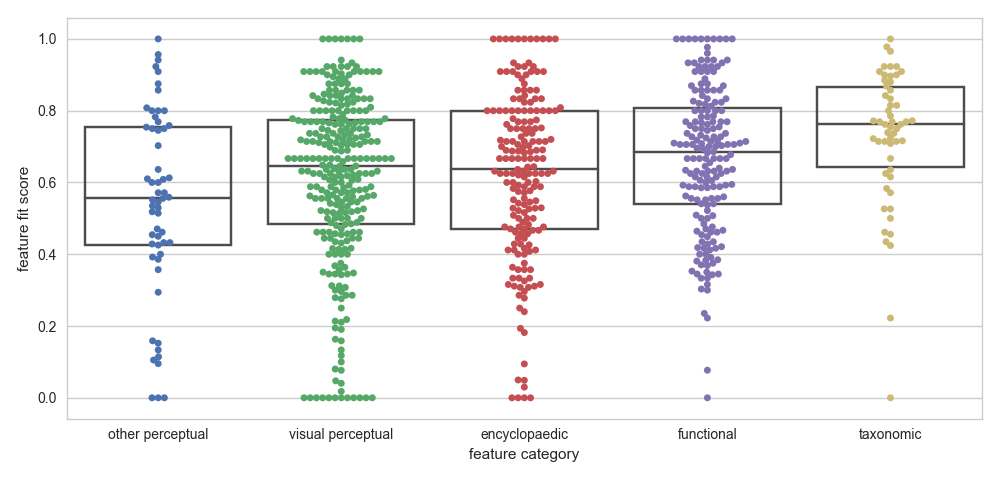 1.0
0.8
0.6
0.4
0.2
0.0
feature fit score
other perceptual
visual perceptual
encyclopaedic
functional
taxonomic
feature category